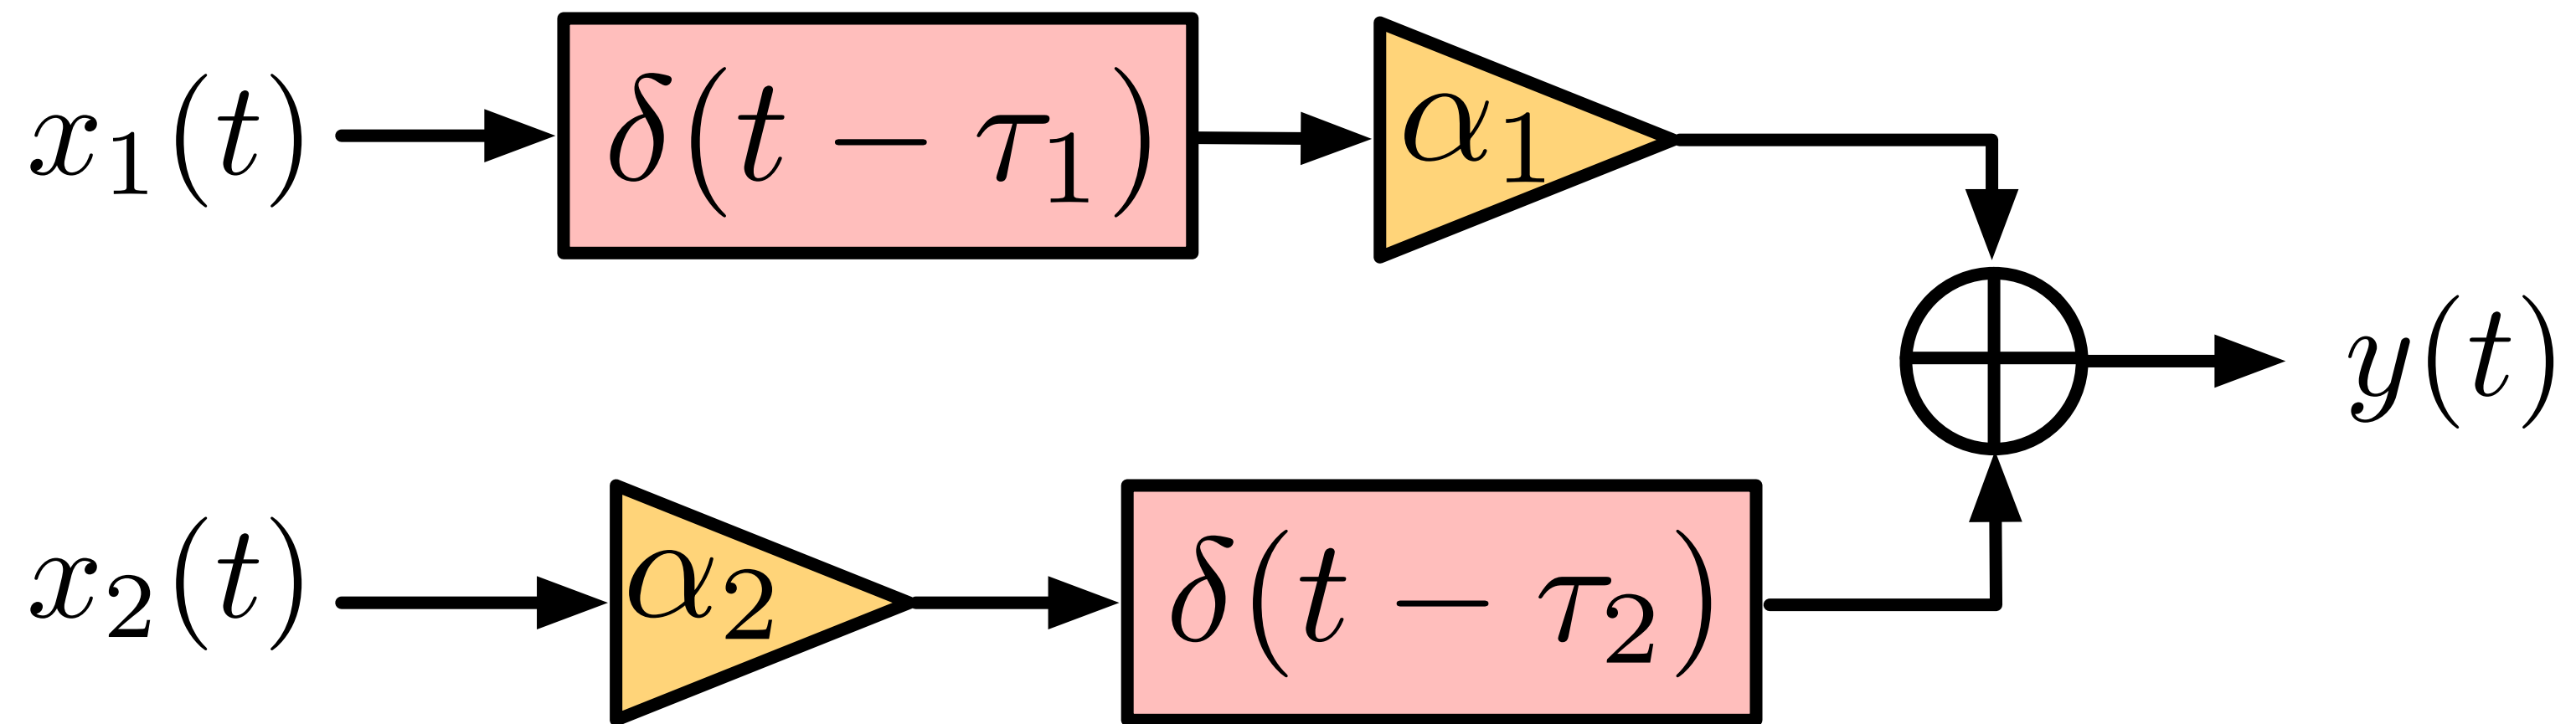 x₁(t) δ(t − τ₁) α₁
y(t)
x₂(t) α₂ δ(t − τ₂)